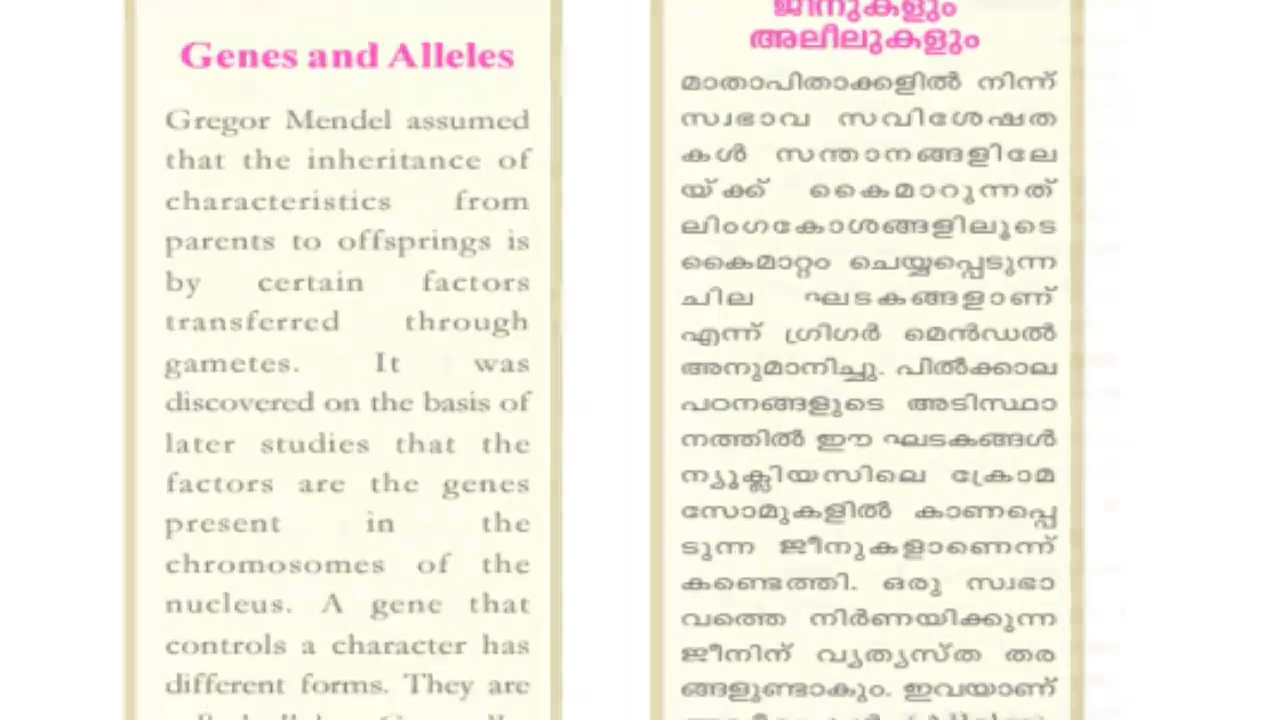 Genes and Alleles
Gregor Mendel assumed
that the inheritance of
characteristics from
parents to offsprings is
by certain factors
transferred through
gametes. It was
discovered on the basis of
later studies that the
factors are the genes
present in the
chromosomes of the
nucleus. A gene that
controls a character has
different forms. They are
ജീനുകളും
അലീലുകളും
മാതാപിതാക്കളിൽ നിന്ന്
സ്വഭാവ സവിശേഷത
കൾ സന്താനങ്ങളിലേ
യ്ക്ക് കൈമാറുന്നത്
ലിംഗകോശങ്ങളിലൂടെ
കൈമാറ്റം ചെയ്യപ്പെടുന്ന
ചില ഘടകങ്ങളാണ്
എന്ന് ഗ്രിഗർ മെൻഡൽ
അനുമാനിച്ചു. പിൽക്കാല
പഠനങ്ങളുടെ അടിസ്ഥാ
നത്തിൽ ഈ ഘടകങ്ങൾ
ന്യൂക്ലിയസിലെ ക്രോമ
സോമുകളിൽ കാണപ്പെ
ടുന്ന ജീനുകളാണെന്ന്
കണ്ടെത്തി. ഒരു സ്വഭാ
വത്തെ നിർണയിക്കുന്ന
ജീനിന് വ്യത്യസ്ത തര
ങ്ങളുണ്ടാകും. ഇവയാണ്